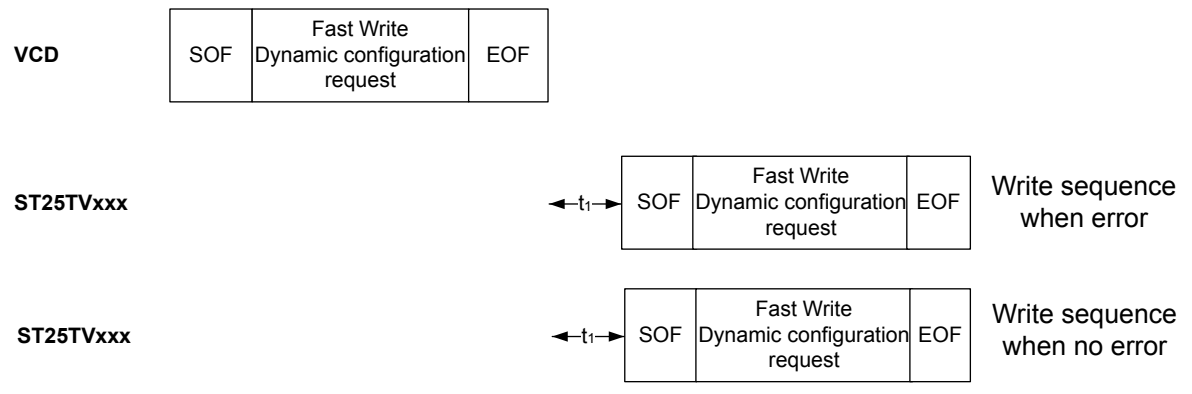 VCD
SOF
Fast Write
Dynamic configuration
request
EOF
ST25TVxxx
t1
SOF
Fast Write
Dynamic configuration
request
EOF
Write sequence
when error
ST25TVxxx
t1
SOF
Fast Write
Dynamic configuration
request
EOF
Write sequence
when no error